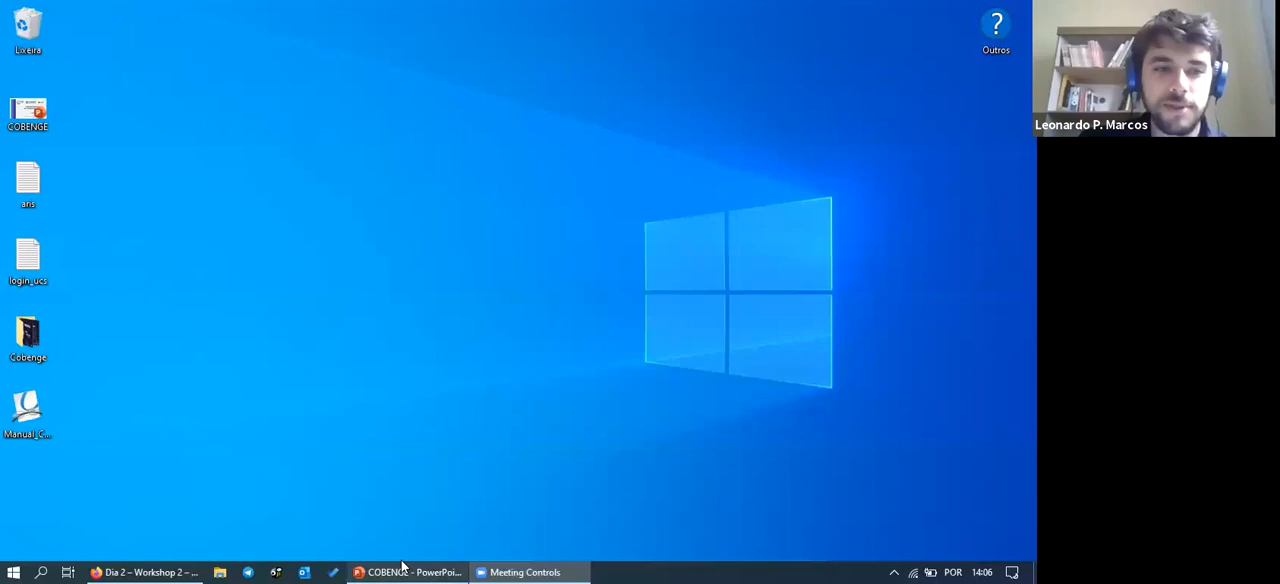 Lixeira
COBENGE
aris
login_ucs
Cobenge
Manual_C...
?
Outros
Leonardo P. Marcos
Dia 2 – Workshop 2 – ...
COBENGE - PowerPoi...
Meeting Controls
POR
14:06